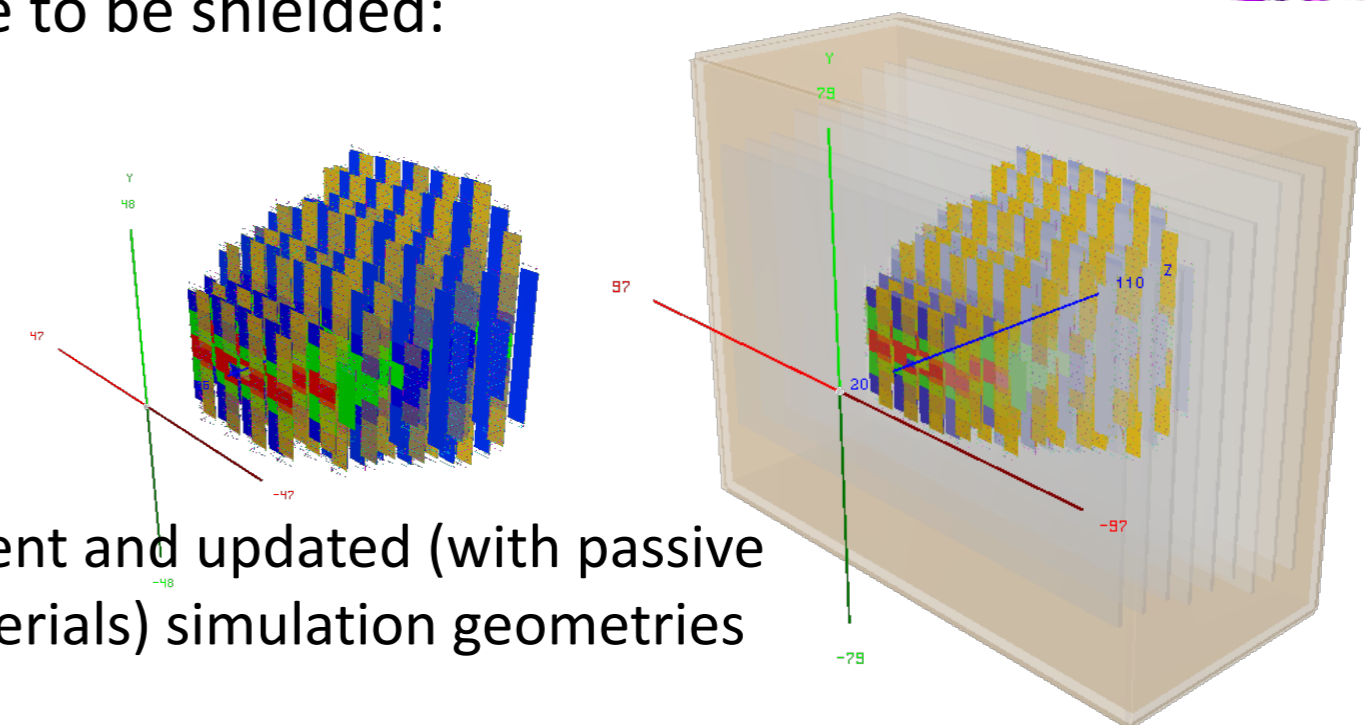 e to be shielded:
Y
79
Y
48
97
110
Z
47
20
-47
-97
ent and updated (with passive
-48
erials) simulation geometries
-79